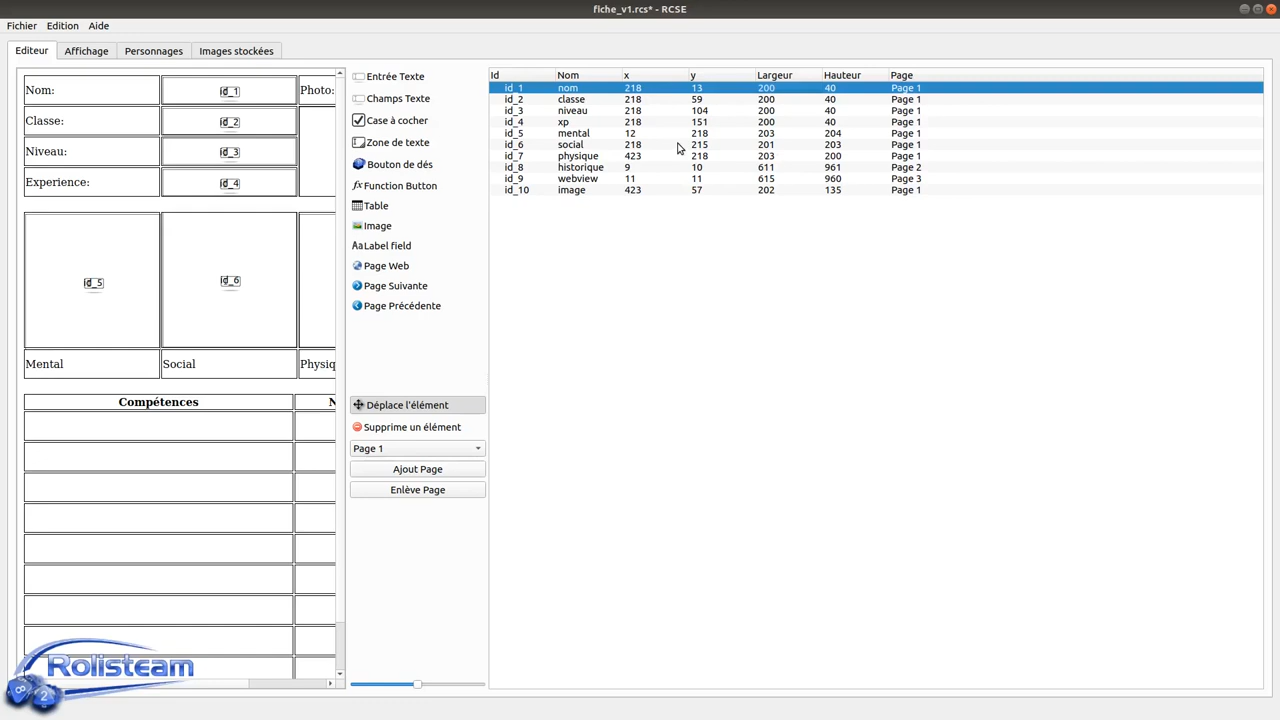 fiche_v1.rcs* - RCSE
Fichier Edition Aide
Editeur Affichage Personnages Images stockées
Nom: id_1 Photo:
Classe: id_2
Niveau: id_3
Experience: id_4
id_5 id_6
Mental Social Physiq
Compétences N
Rolisteam
8 2
Entrée Texte
Champs Texte
Case à cocher
Zone de texte
Bouton de dés
fx Function Button
Table
Image
Aa Label field
Page Web
Page Suivante
Page Précédente
Déplace l'élément
Supprime un élément
Page 1
Ajout Page
Enlève Page
Id Nom x y Largeur Hauteur Page
id_1 nom 218 13 200 40 Page 1
id_2 classe 218 59 200 40 Page 1
id_3 niveau 218 104 200 40 Page 1
id_4 xp 218 151 200 40 Page 1
id_5 mental 12 218 203 204 Page 1
id_6 social 218 215 201 203 Page 1
id_7 physique 423 218 203 200 Page 1
id_8 historique 9 10 611 961 Page 2
id_9 webview 11 11 615 960 Page 3
id_10 image 423 57 202 135 Page 1